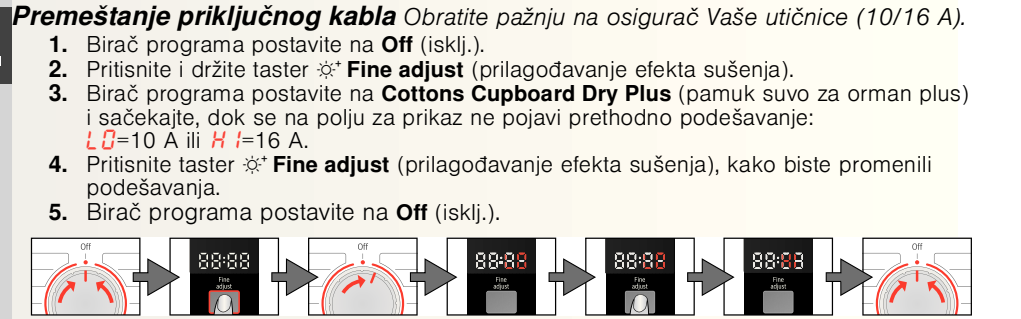 Premeštanje priključnog kabla Obratite pažnju na osigurač Vaše utičnice (10/16 A).
1. Birač programa postavite na Off (isklj.).
2. Pritisnite i držite taster Fine adjust (prilagođavanje efekta sušenja).
3. Birač programa postavite na Cottons Cupboard Dry Plus (pamuk suvo za orman plus)
i sačekajte, dok se na polju za prikaz ne pojavi prethodno podešavanje:
LO=10 A ili HI=16 A.
4. Pritisnite taster Fine adjust (prilagođavanje efekta sušenja), kako biste promenili
podešavanja.
5. Birač programa postavite na Off (isklj.).
Off
88:88
Fine
adjust
Off
88:88
Fine
adjust
88:88
Fine
adjust
88:88
Fine
adjust
Off